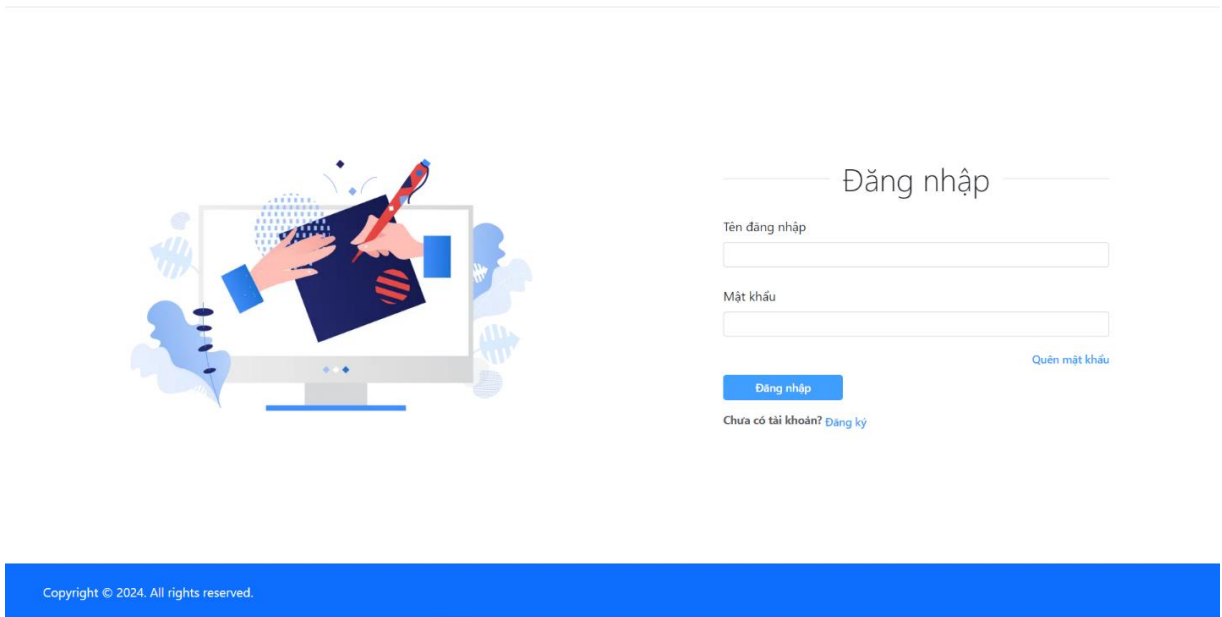 Đăng nhập
Tên đăng nhập
Mật khẩu
Quên mật khẩu
Đăng nhập
Chưa có tài khoản? Đăng ký
Copyright © 2024. All rights reserved.